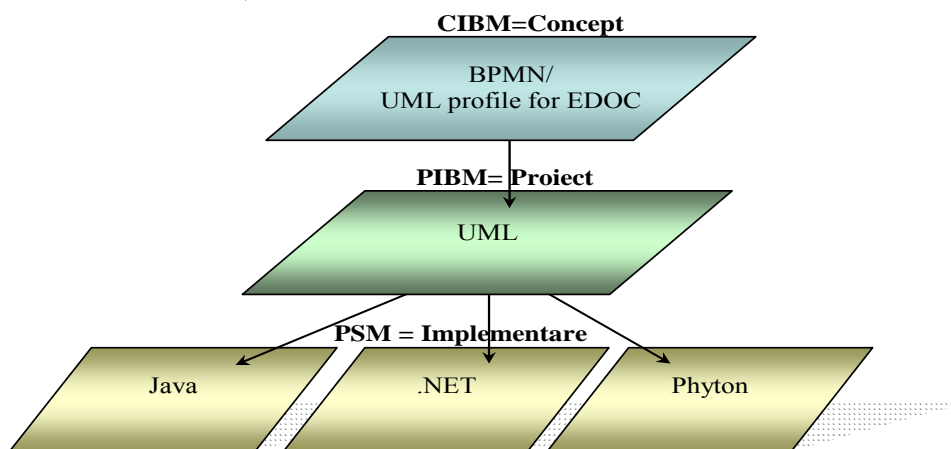 CIBM=Concept
BPMN/
UML profile for EDOC
PIBM= Proiect
UML
PSM = Implementare
Java
.NET
Phyton